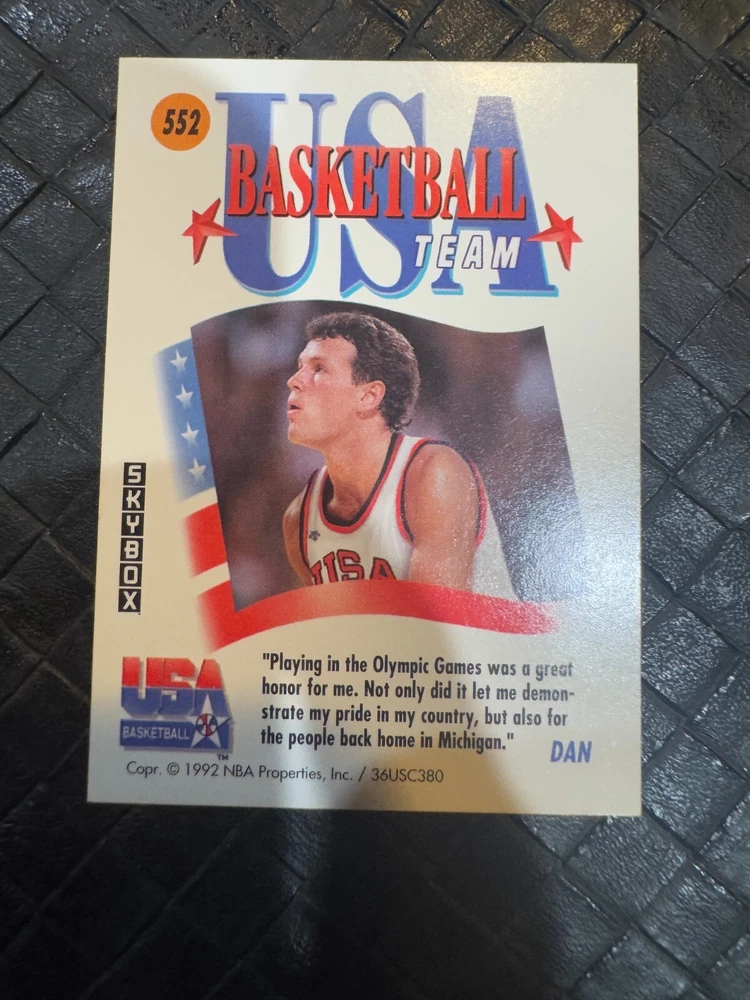 552
USA
BASKETBALL
TEAM
SKYBOX
USA
USA
BASKETBALL
TM
"Playing in the Olympic Games was a great
honor for me. Not only did it let me demon-
strate my pride in my country, but also for
the people back home in Michigan."
DAN
Copr. © 1992 NBA Properties, Inc. / 36USC380